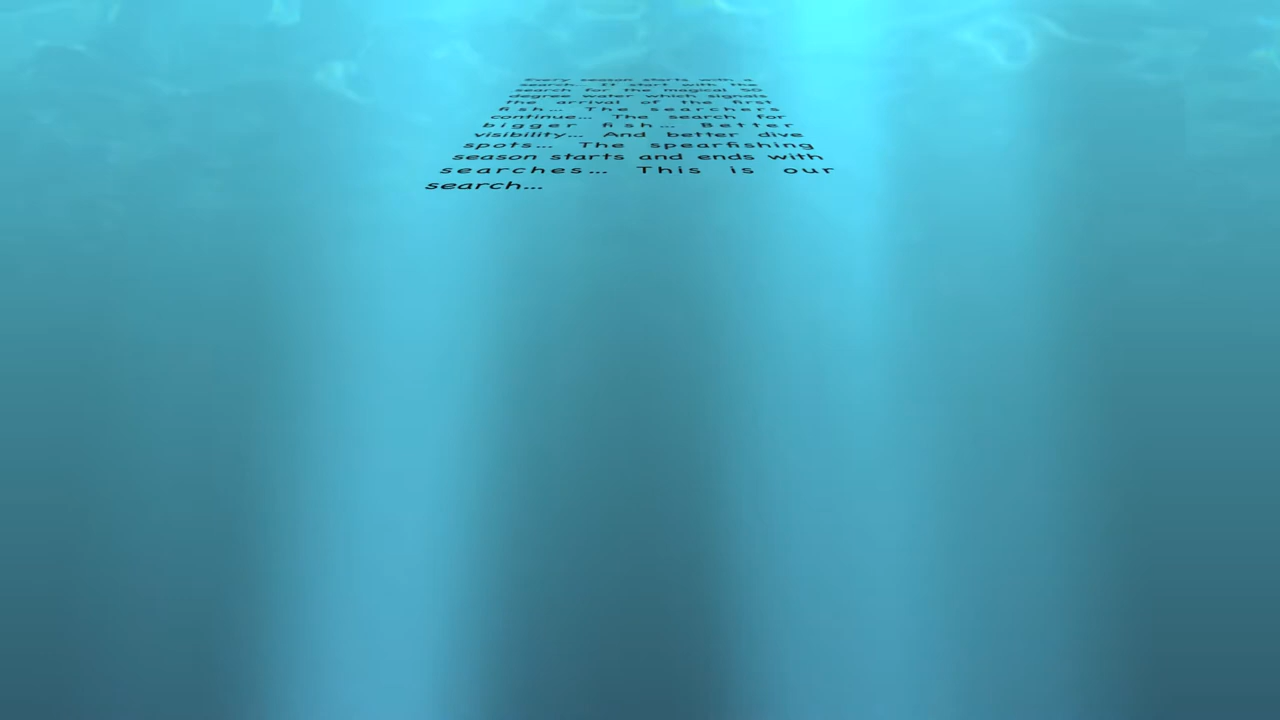 Every season starts with a
search... It start with the
search for the magical 50
degree water which signals
the arrival of the first
fish... The searchers
continue... The search for
bigger fish... Better
visibility... And better dive
spots... The spearfishing
season starts and ends with
searches... This is our
search...